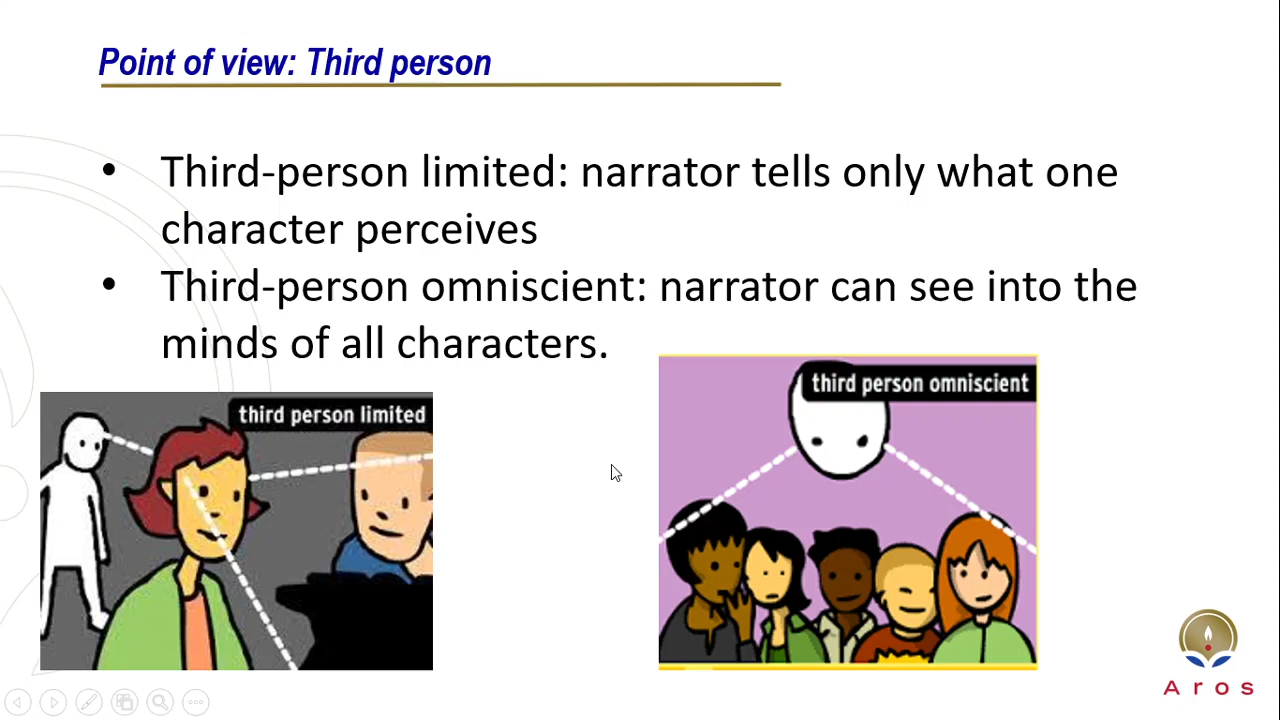 Point of view: Third person
• Third-person limited: narrator tells only what one
character perceives
• Third-person omniscient: narrator can see into the
minds of all characters.
third person limited
third person omniscient
Aros